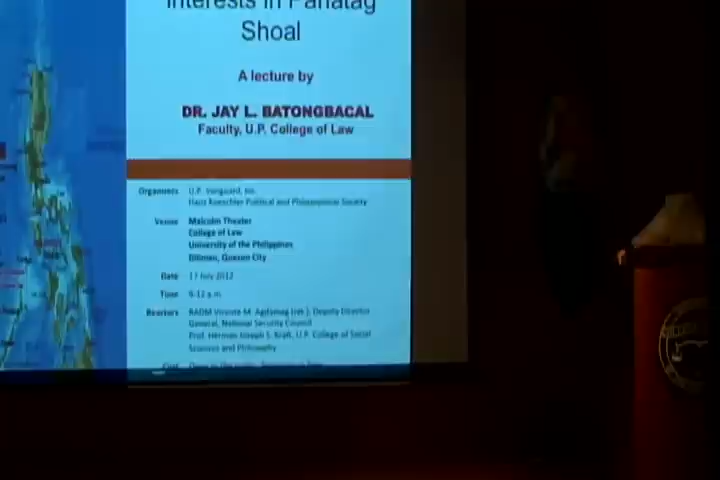 Interests in Panatag
Shoal
A lecture by
DR. JAY L. BATONGBACAL
Faculty, U.P. College of Law
Organizers U.P. Vanguard, Inc.
Hans Koechler Political and Philosophical Society
Venue Malcolm Theater
College of Law
University of the Philippines
Diliman, Quezon City
Date 17 July 2012
Time 9-12 a.m.
Reactors RADM Vicente M. Agdamag (ret.), Deputy Director
General, National Security Council
Prof. Herman Joseph S. Kraft, U.P. College of Social
Sciences and Philosophy
Cost